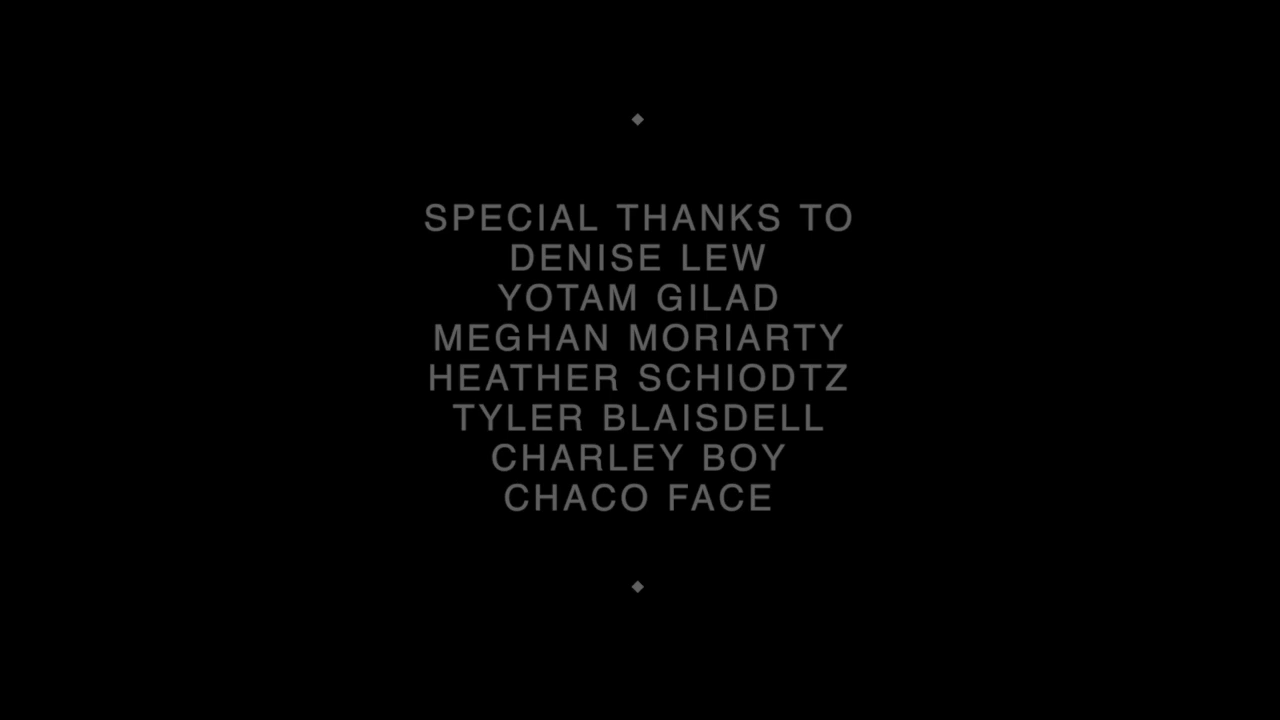 SPECIAL THANKS TO
DENISE LEW
YOTAM GILAD
MEGHAN MORIARTY
HEATHER SCHIODTZ
TYLER BLAISDELL
CHARLEY BOY
CHACO FACE